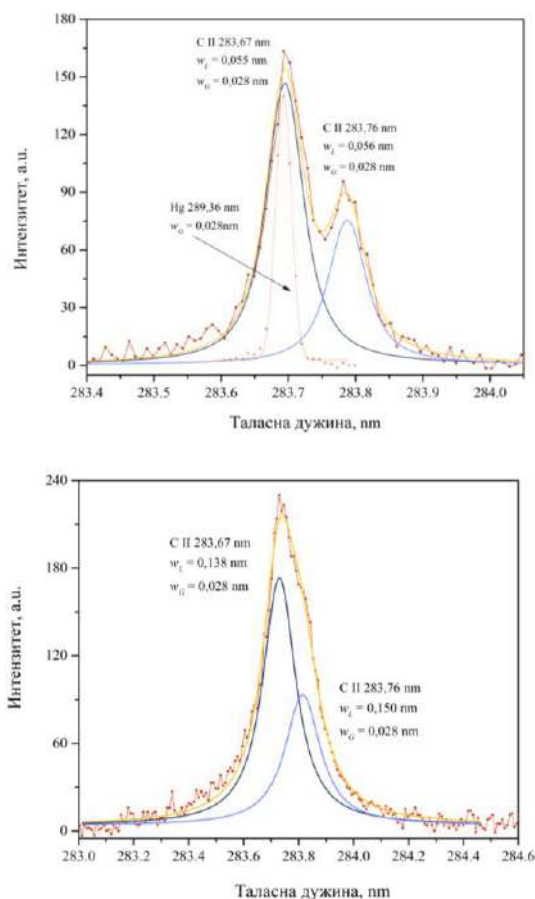 180
150
120
90
60
30
0
Интензитет, a.u.
C II 283,67 nm
w_L = 0,055 nm
w_G = 0,028 nm
C II 283,76 nm
w_L = 0,056 nm
w_G = 0,028 nm
Hg 289,36 nm
w_G = 0,028nm
283.4 283.5 283.6 283.7 283.8 283.9 284.0
Таласна дужина, nm
240
180
120
60
0
Интензитет, a.u.
C II 283,67 nm
w_L = 0,138 nm
w_G = 0,028 nm
C II 283,76 nm
w_L = 0,150 nm
w_G = 0,028 nm
283.0 283.2 283.4 283.6 283.8 284.0 284.2 284.4 284.6
Таласна дужина, nm